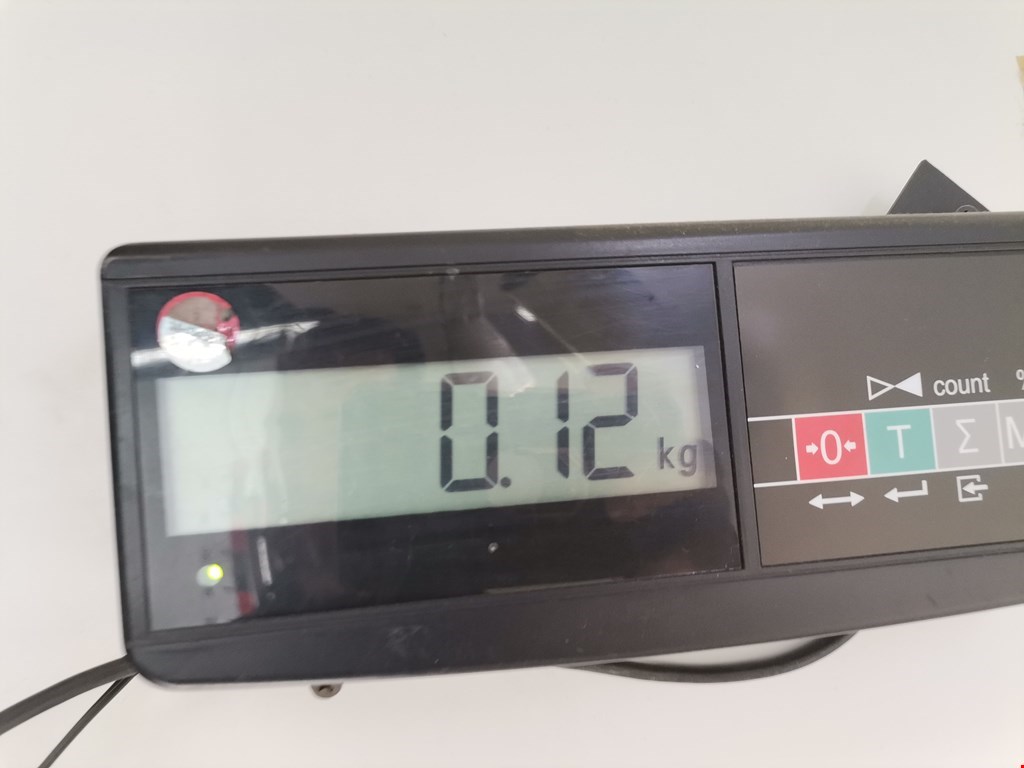 0.12 kg
count %
0 T Σ M